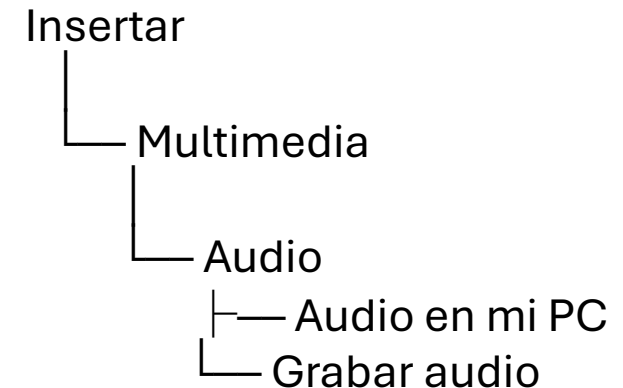 Insertar
Multimedia
Audio
Audio en mi PC
Grabar audio